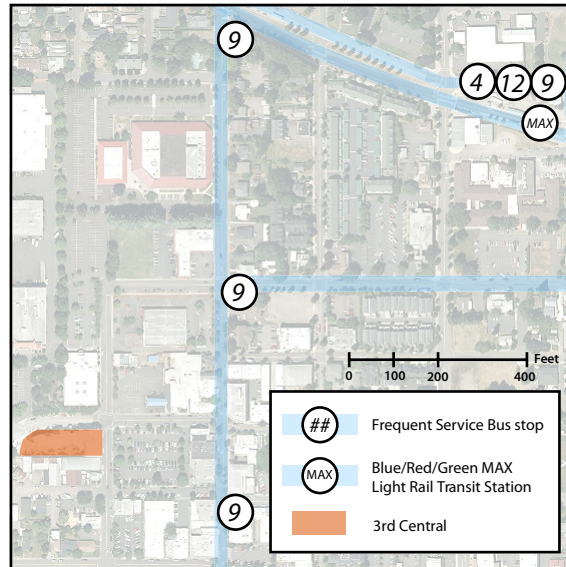 9
4 12 9
MAX
9
Feet
0 100 200 400
## Frequent Service Bus stop
MAX Blue/Red/Green MAX
Light Rail Transit Station
3rd Central
9